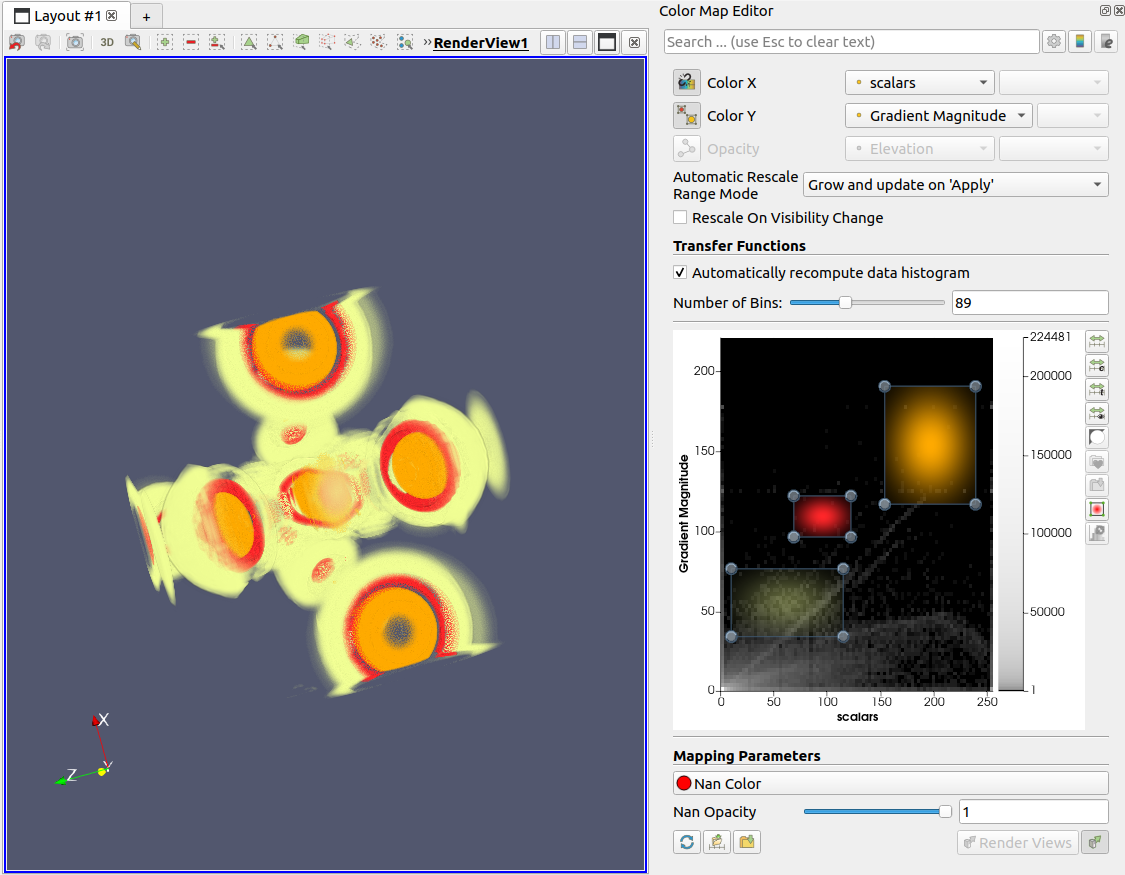 Layout #1
+
3D
»
RenderView1
X
Y
Z
Color Map Editor
Search ... (use Esc to clear text)
Color X
scalars
Color Y
Gradient Magnitude
Opacity
Elevation
Automatic Rescale
Range Mode
Grow and update on 'Apply'
Rescale On Visibility Change
Transfer Functions
Automatically recompute data histogram
Number of Bins:
89
Gradient Magnitude
200
150
100
50
0
0
50
100
150
200
250
scalars
224481
200000
150000
100000
50000
1
Mapping Parameters
Nan Color
Nan Opacity
1
Render Views